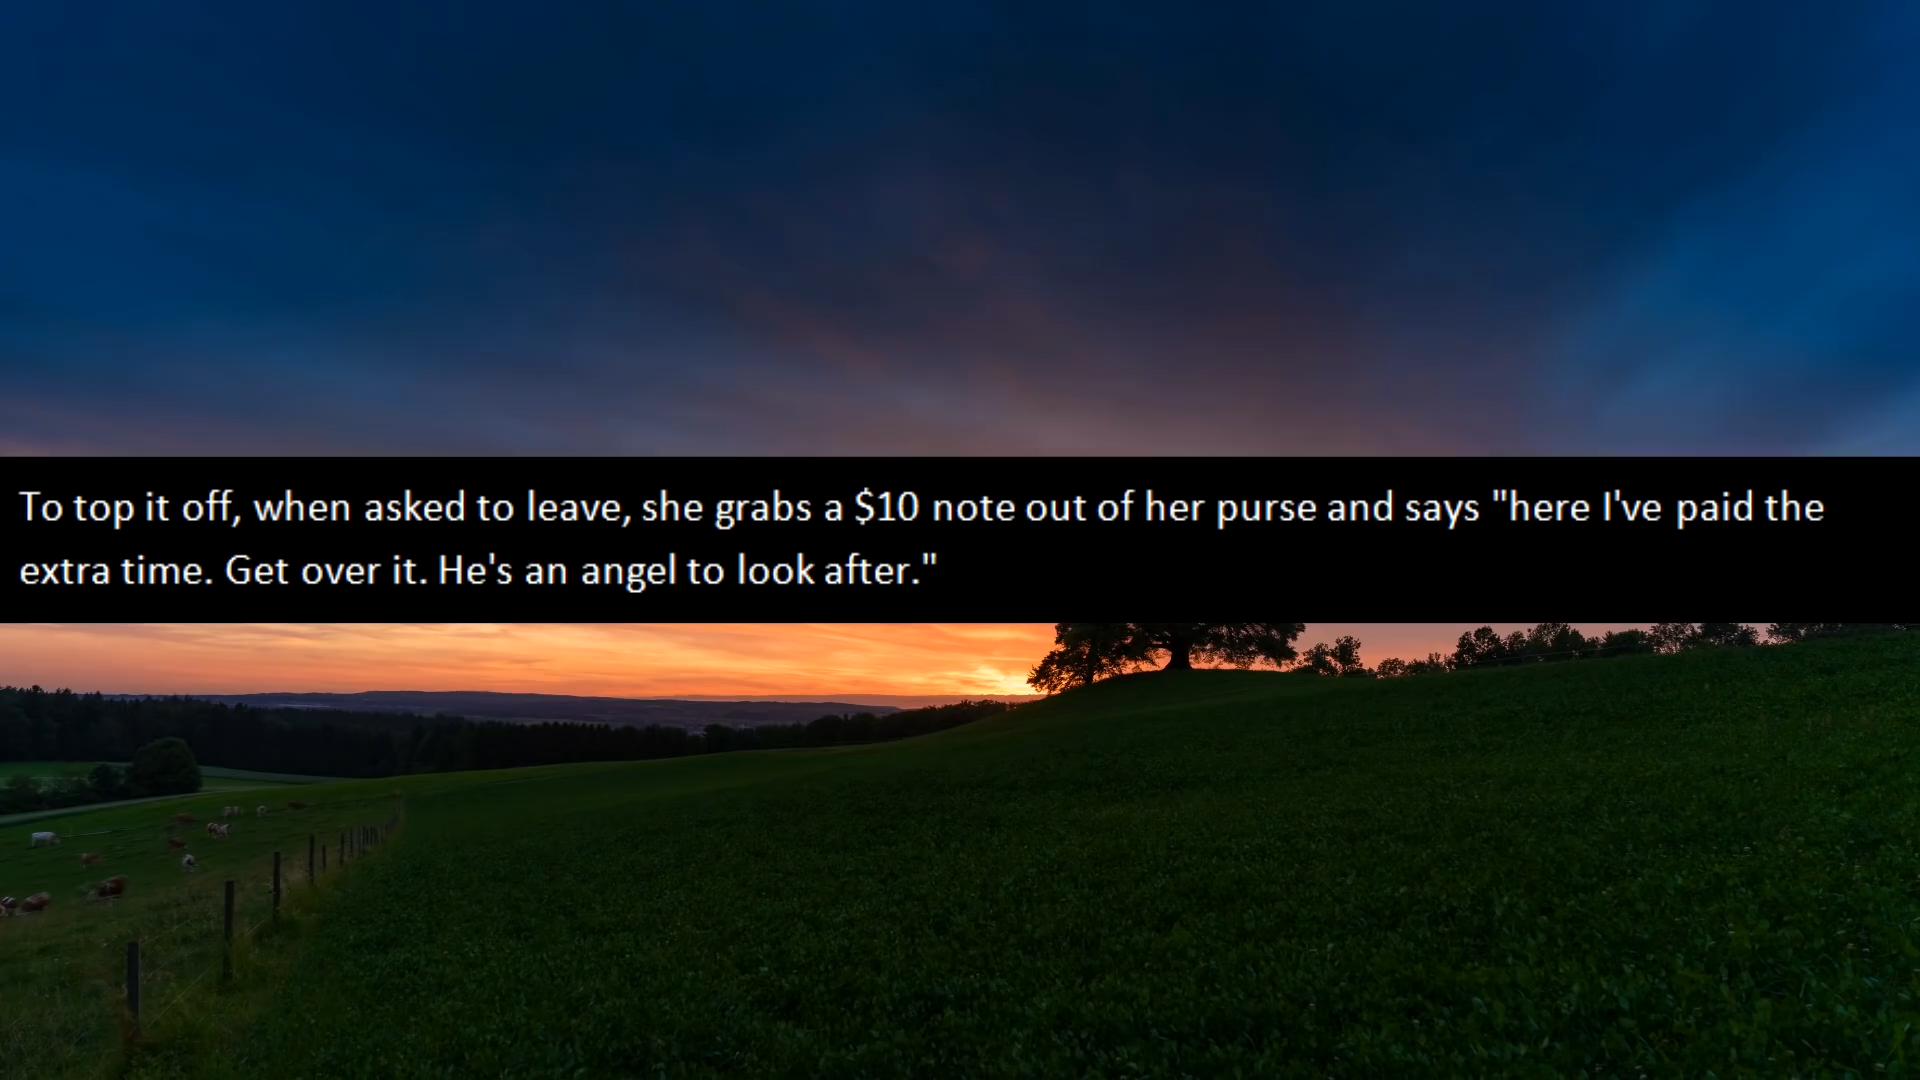 To top it off, when asked to leave, she grabs a $10 note out of her purse and says "here I've paid the
extra time. Get over it. He's an angel to look after."